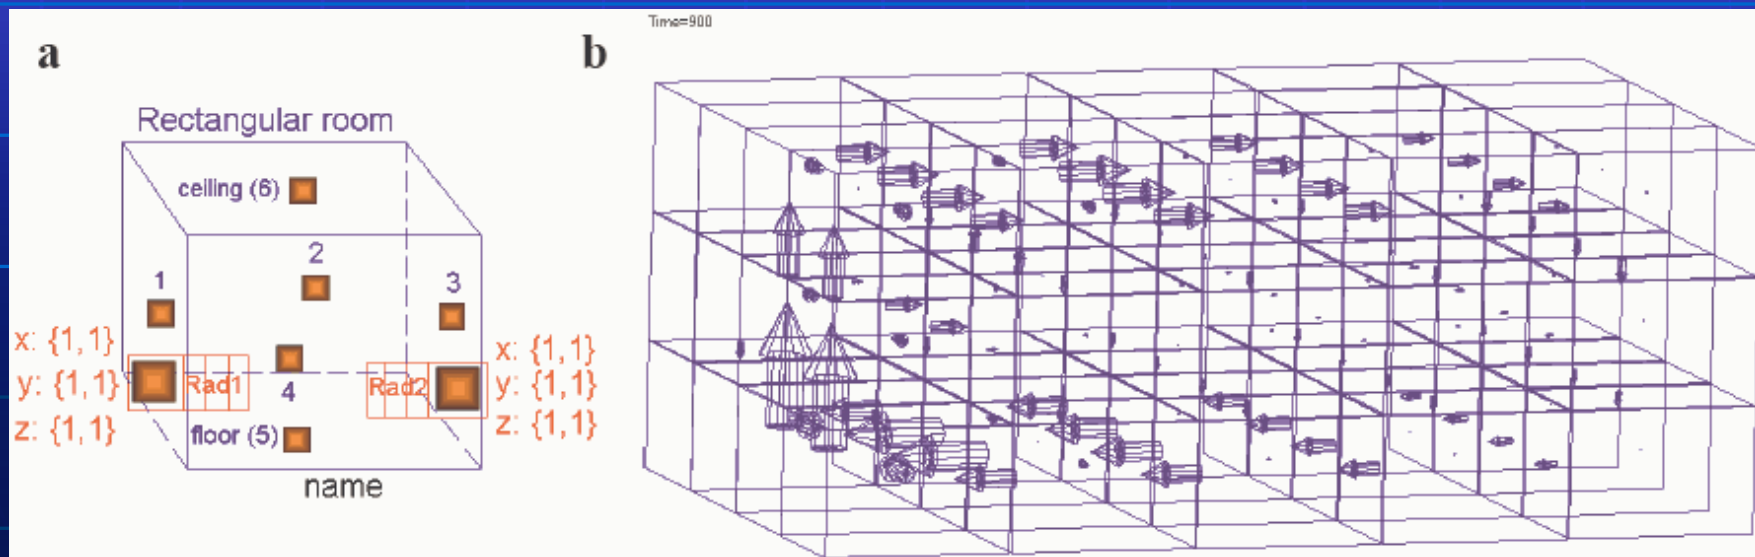 Time=900
a
b
Rectangular room
ceiling (6)
2
1
3
x: {1,1}
x: {1,1}
y: {1,1}
Rad1
Rad2
y: {1,1}
4
z: {1,1}
floor (5)
z: {1,1}
name